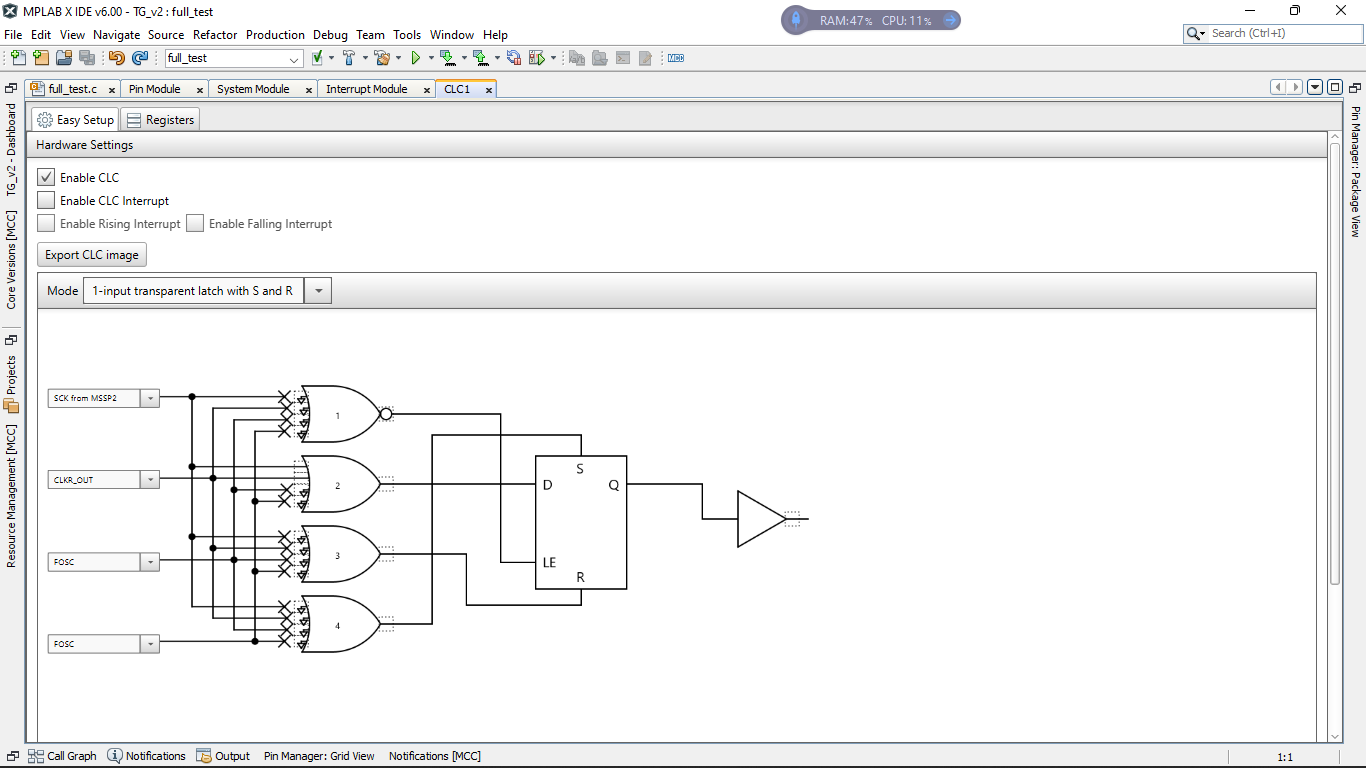 MPLAB X IDE v6.00 - TG_v2 : full_test
RAM:47% CPU: 11%
File Edit View Navigate Source Refactor Production Debug Team Tools Window Help
Search (Ctrl+I)
full_test
full_test.c Pin Module System Module Interrupt Module CLC1
Easy Setup Registers
Hardware Settings
Enable CLC
Enable CLC Interrupt
Enable Rising Interrupt Enable Falling Interrupt
Export CLC image
Mode 1-input transparent latch with S and R
SCK from MSSP2
1
CLKR_OUT
2
S
D Q
FOSC
3
LE
R
FOSC
4
TG_v2 - Dashboard
Core Versions [MCC]
Projects
Resource Management [MCC]
Pin Manager: Package View
Call Graph Notifications Output Pin Manager: Grid View Notifications [MCC]
1:1